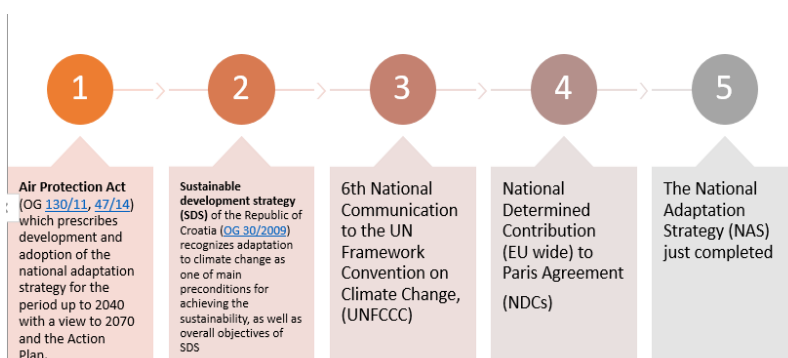 1
2
3
4
5
Air Protection Act
(OG 130/11, 47/14)
which prescribes
development and
adoption of the
national adaptation
strategy for the
period up to 2040
with a view to 2070
and the Action
Plan.
Sustainable
development strategy
(SDS) of the Republic of
Croatia (OG 30/2009)
recognizes adaptation
to climate change as
one of main
preconditions for
achieving the
sustainability, as well as
overall objectives of
SDS
6th National
Communication
to the UN
Framework
Convention on
Climate Change,
(UNFCCC)
National
Determined
Contribution
(EU wide) to
Paris Agreement
(NDCs)
The National
Adaptation
Strategy (NAS)
just completed